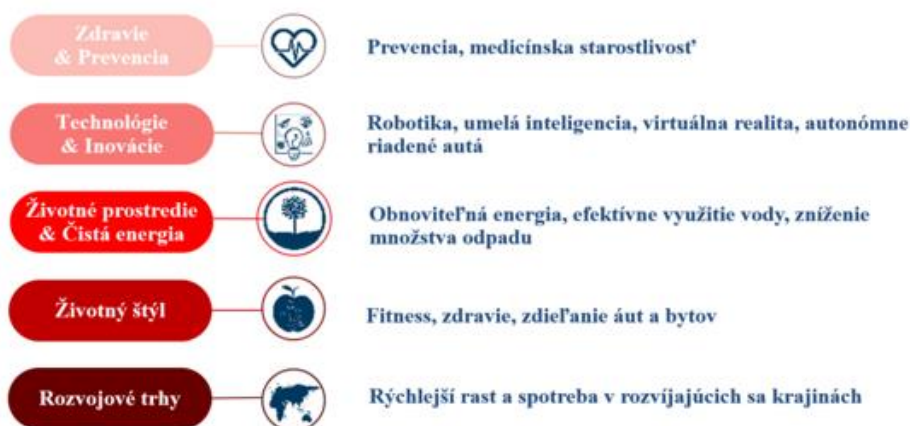 Zdravie
& Prevencia
Prevencia, medicínska starostlivosť
Technológie
& Inovácie
Robotika, umelá inteligencia, virtuálna realita, autonómne
riadené autá
Životné prostredie
& Čistá energia
Obnoviteľná energia, efektívne využitie vody, zníženie
množstva odpadu
Životný štýl
Fitness, zdravie, zdieľanie áut a bytov
Rozvojové trhy
Rýchlejší rast a spotreba v rozvíjajúcich sa krajinách